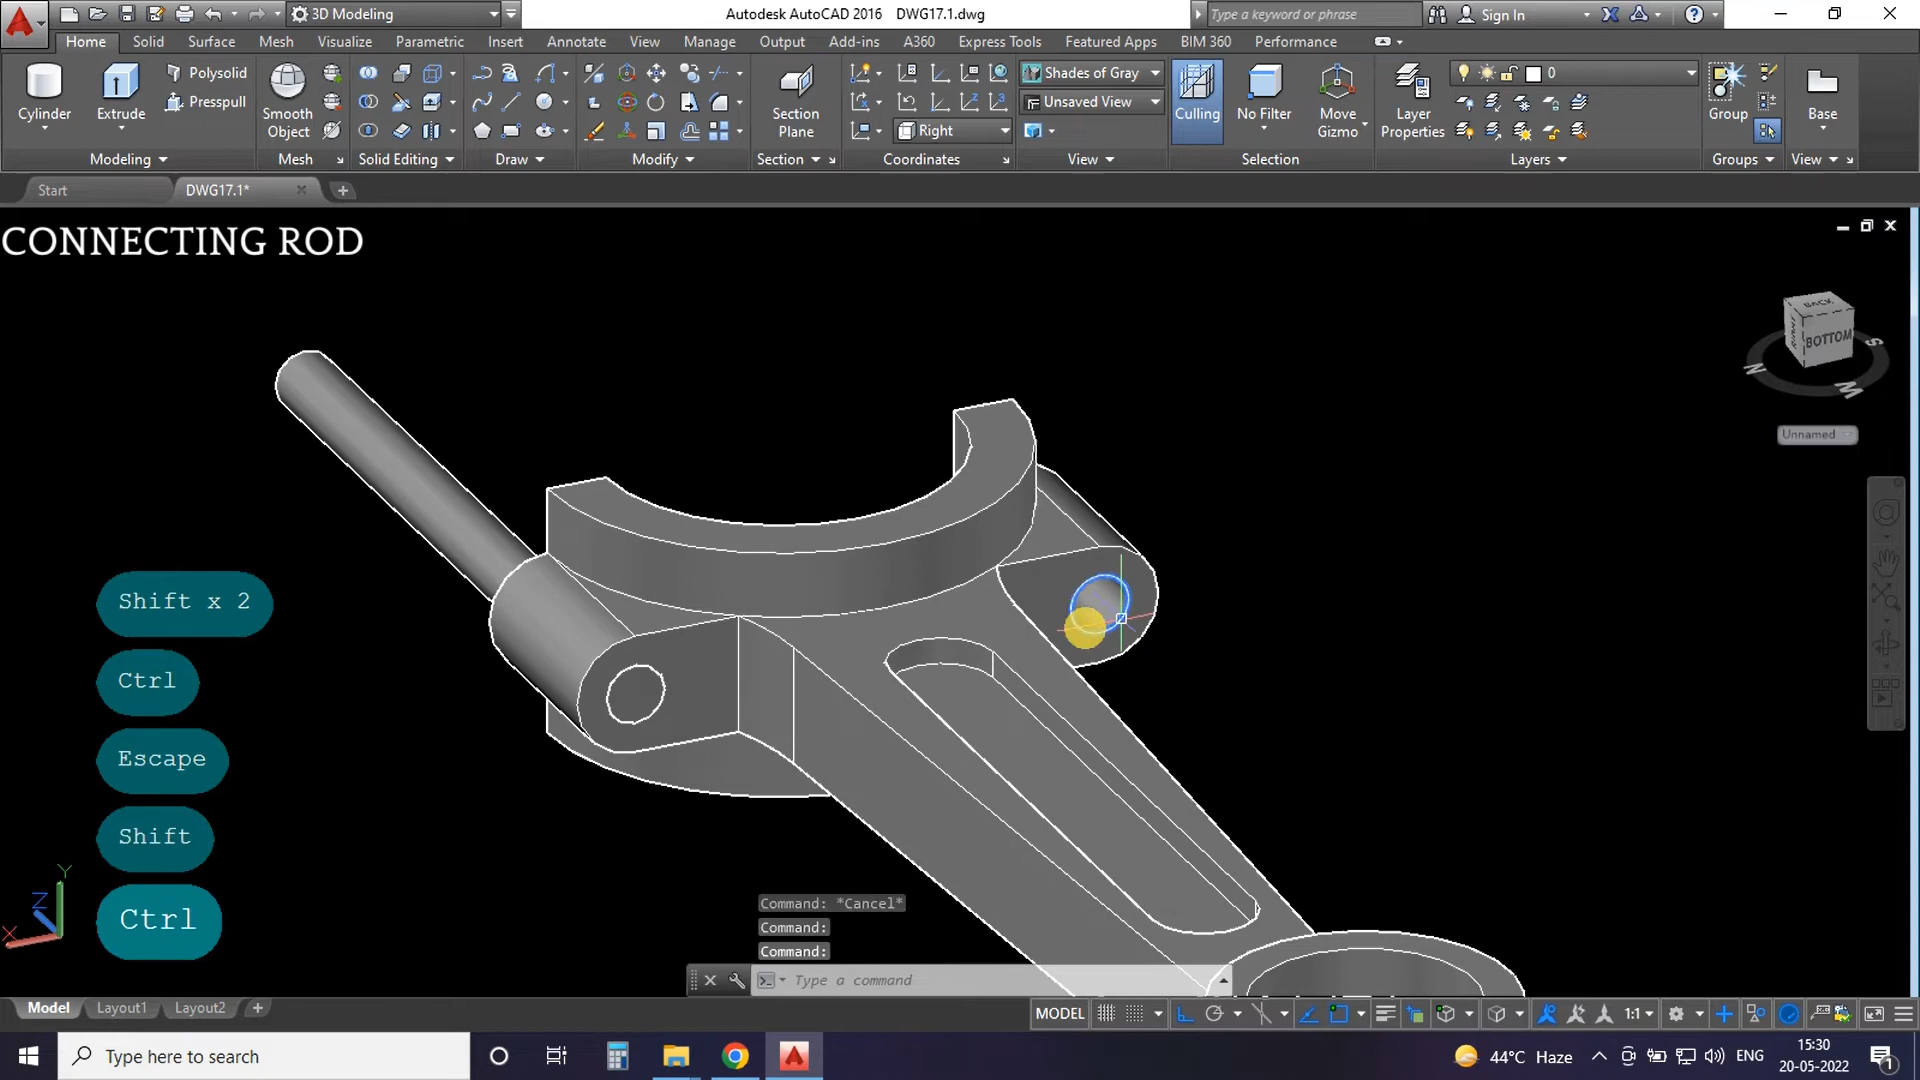 3D Modeling
Autodesk AutoCAD 2016 DWG17.1.dwg
Type a keyword or phrase
Sign In
Home Solid Surface Mesh Visualize Parametric Insert Annotate View Manage Output Add-ins A360 Express Tools Featured Apps BIM 360 Performance
Cylinder
Extrude
Polysolid
Presspull
Smooth Object
Section Plane
Right
Shades of Gray
Unsaved View
Culling
No Filter
Move Gizmo
Layer Properties
0
Group
Base
Modeling Mesh Solid Editing Draw Modify Section Coordinates View Selection Layers Groups View
Start
DWG17.1*
CONNECTING ROD
BACK
BOTTOM
N
S
Unnamed
Shift x 2
Ctrl
Escape
Shift
Ctrl
Y
Z
X
Command: *Cancel*
Command:
Command:
Type a command
Model Layout1 Layout2
MODEL
1:1
Type here to search
44°C Haze
ENG
15:30
20-05-2022
1